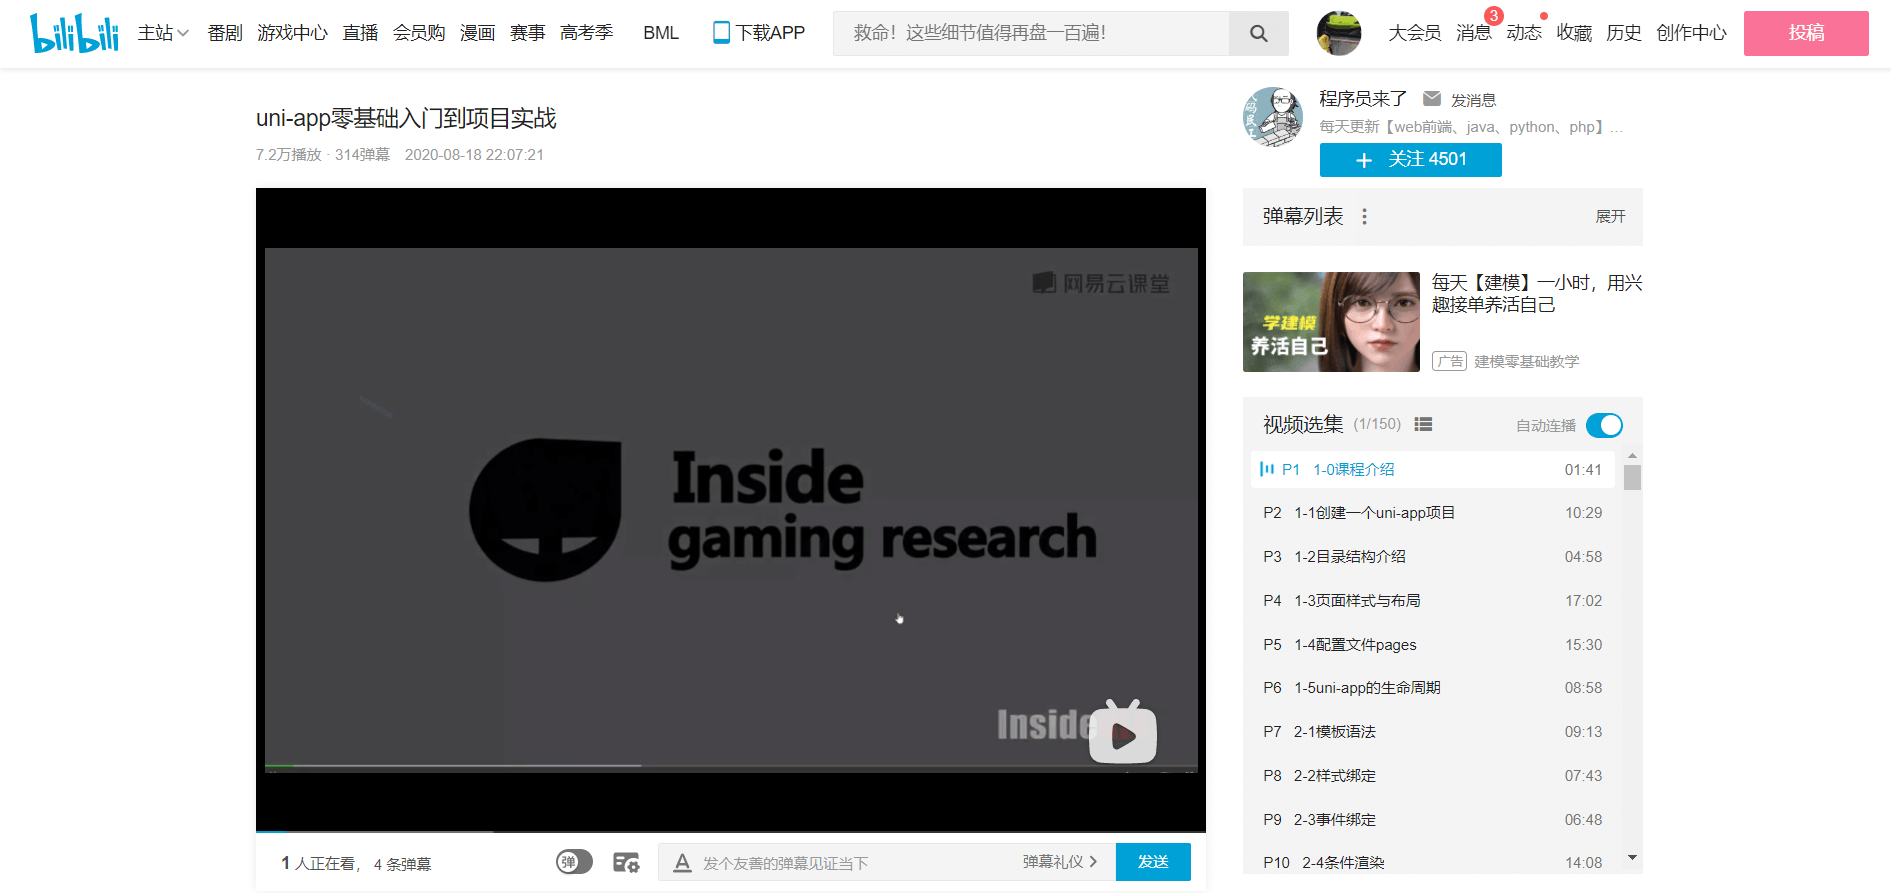 bilibili 主站 番剧 游戏中心 直播 会员购 漫画 赛事 高考季 BML 下载APP 救命！这些细节值得再盘一百遍！ 大会员 消息 3 动态 收藏 历史 创作中心 投稿
uni-app零基础入门到项目实战
7.2万播放 · 314弹幕 2020-08-18 22:07:21
网易云课堂
Inside
gaming research
Inside
1 人正在看， 4 条弹幕 弹 A 发个友善的弹幕见证当下 弹幕礼仪 发送
程序员来了 发消息
每天更新【web前端、java、python、php】...
+ 关注 4501
弹幕列表 展开
学建模
养活自己
每天【建模】一小时，用兴
趣接单养活自己
广告 建模零基础教学
视频选集 (1/150) 自动连播
P1 1-0课程介绍 01:41
P2 1-1创建一个uni-app项目 10:29
P3 1-2目录结构介绍 04:58
P4 1-3页面样式与布局 17:02
P5 1-4配置文件pages 15:30
P6 1-5uni-app的生命周期 08:58
P7 2-1模板语法 09:13
P8 2-2样式绑定 07:43
P9 2-3事件绑定 06:48
P10 2-4条件渲染 14:08